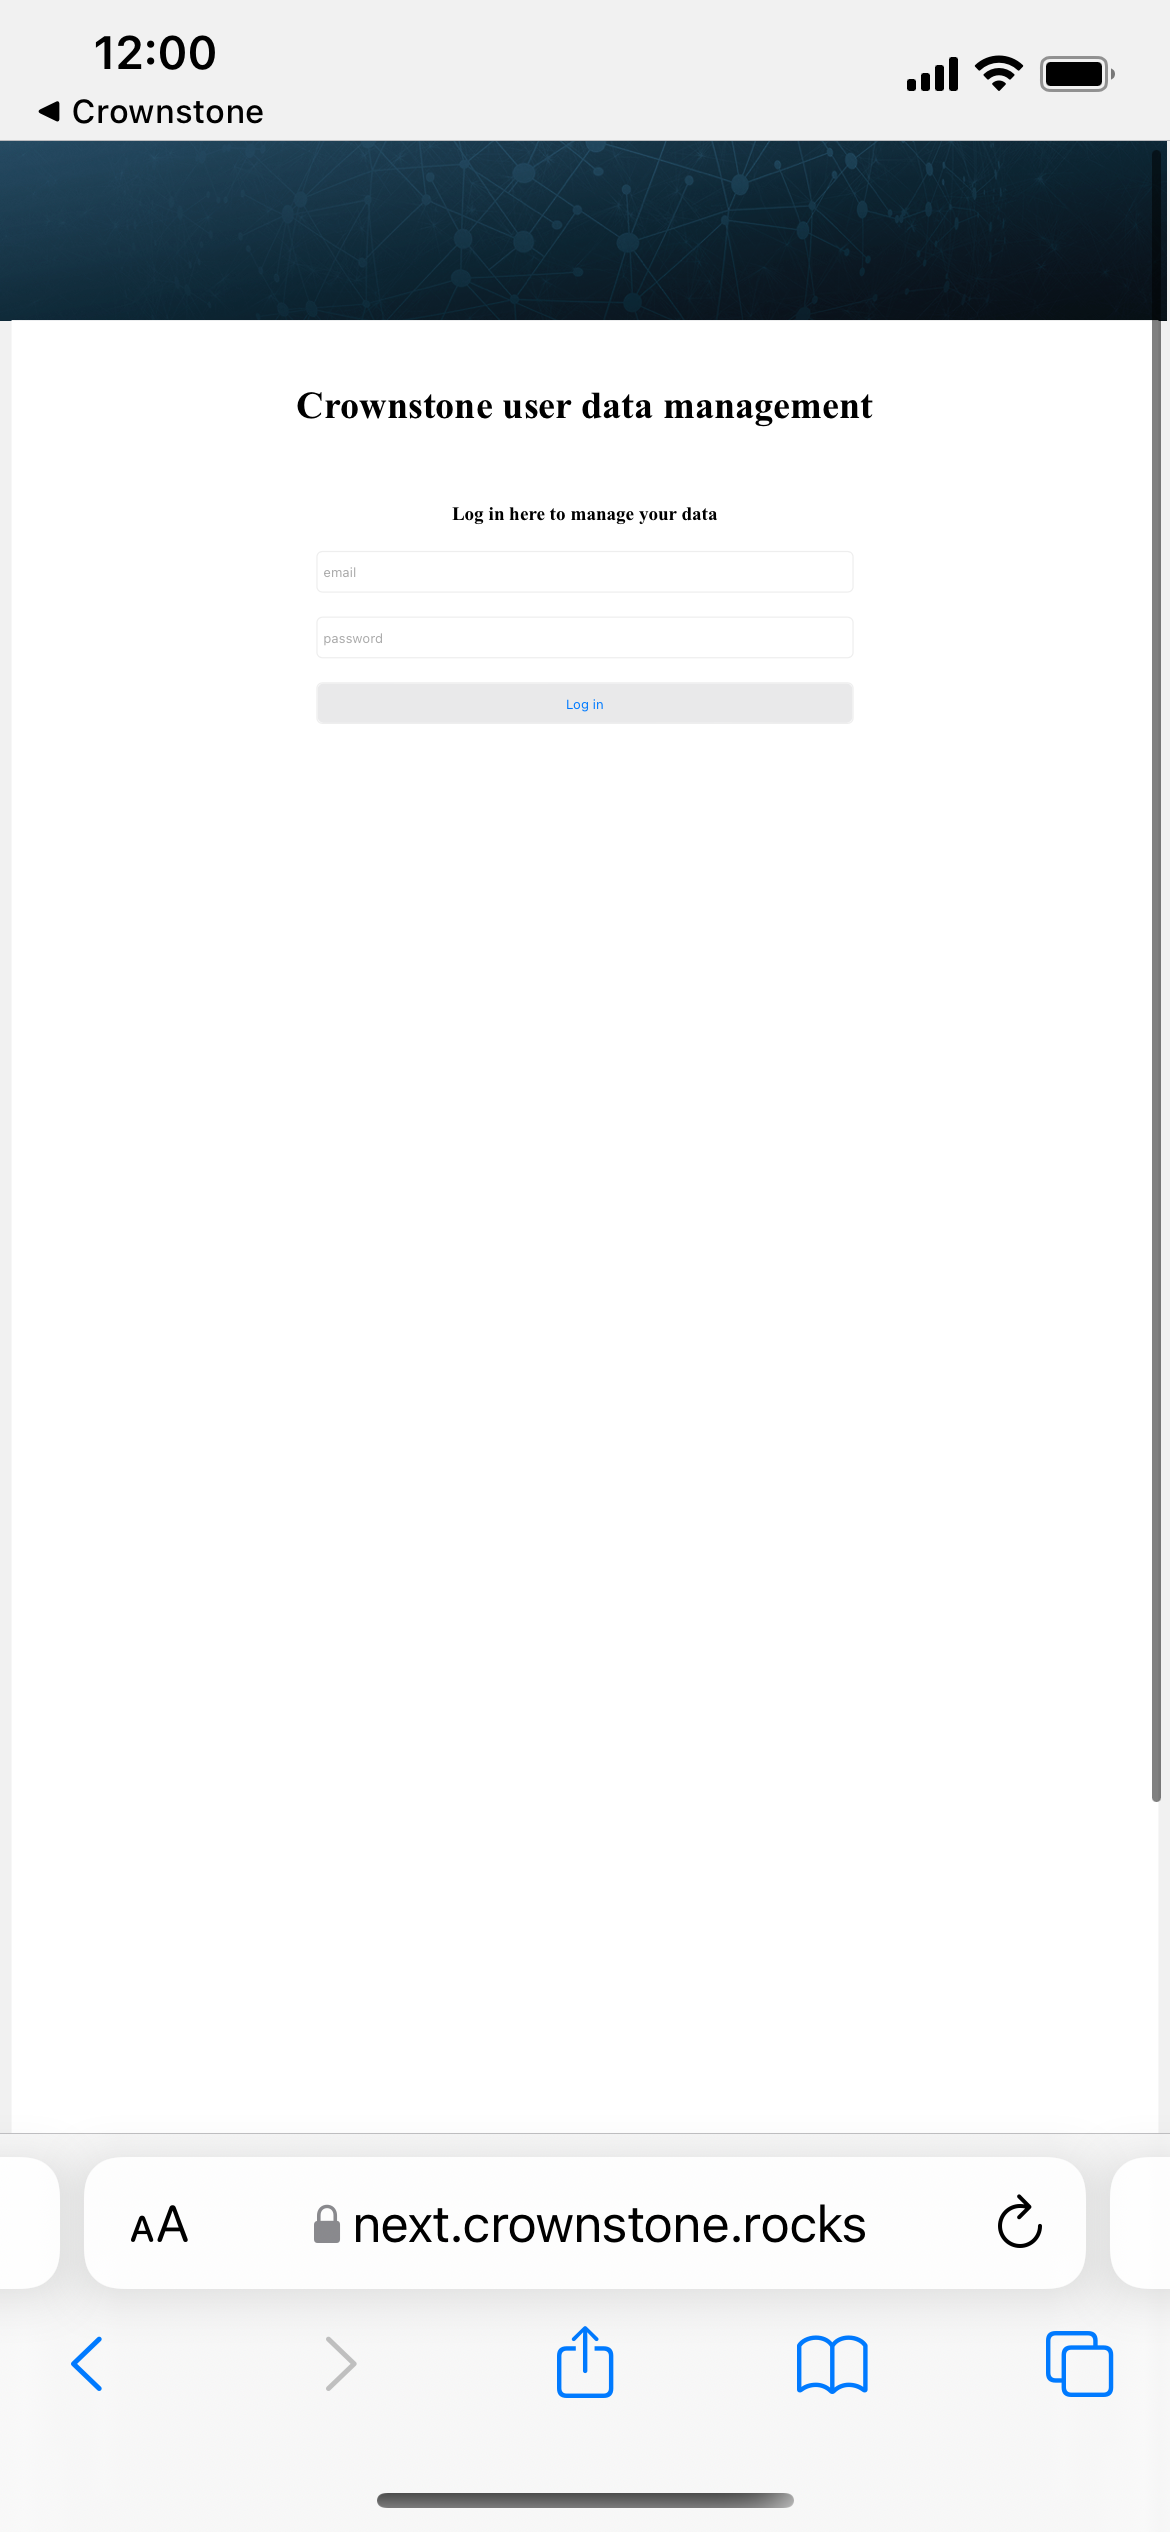 12:00
◀ Crownstone
Crownstone user data management
Log in here to manage your data
email
password
Log in
AA next.crownstone.rocks